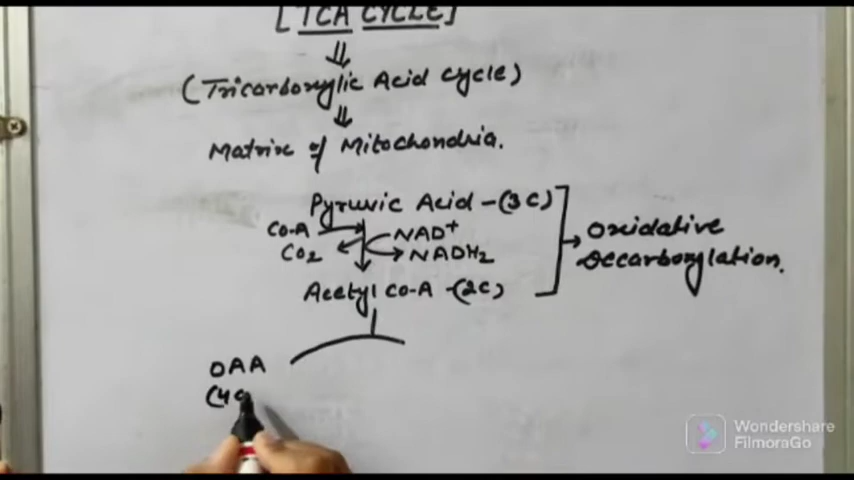 [TCA CYCLE]
(Tricarboxylic Acid cycle)
Matrix of Mitochondria.
Pyruvic Acid - (3C)
CO-A
NAD+
CO2
NADH2
Oxidative
Decarboxylation.
Acetyl CO-A - (2C)
OAA
(4C
Wondershare
FilmoraGo